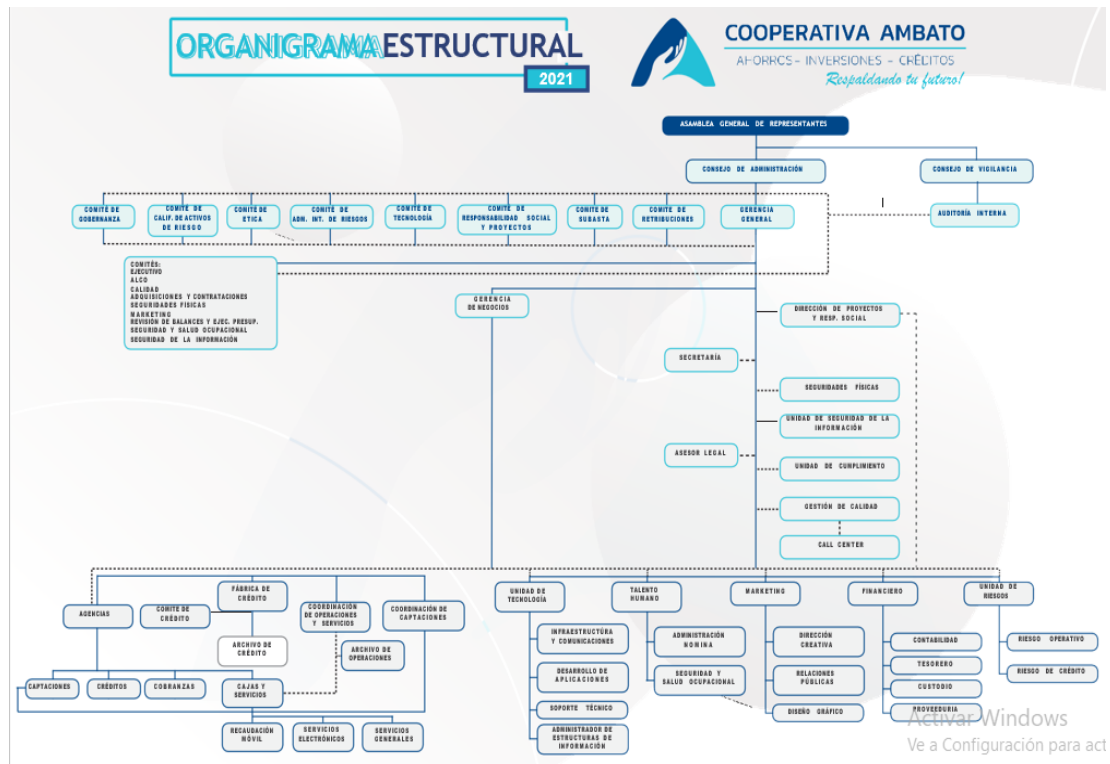 ORGANIGRAMA ESTRUCTURAL
2021
COOPERATIVA AMBATO
AHORROS - INVERSIONES - CRÉDITOS
Respaldando tu futuro!
ASAMBLEA GENERAL DE REPRESENTANTES
CONSEJO DE ADMINISTRACIÓN
CONSEJO DE VIGILANCIA
COMITE DE
GOBERNANZA
COMITÉ DE
CALIF. DE ACTIVOS
DE RIESGO
COMITÉ DE
ETICA
COMITÉ DE
ADM. INT. DE RIESGOS
COMITÉ DE
TECNOLOGÍA
COMITÉ DE
RESPONSABILIDAD SOCIAL
Y PROYECTOS
COMITÉ DE
SUBASTA
COMITÉ DE
RETRIBUCIONES
GERENCIA
GENERAL
AUDITORÍA INTERNA
COMITÉS:
EJECUTIVO
ALCO
CALIDAD
ADQUISICIONES Y CONTRATACIONES
SEGURIDADES FÍSICAS
MARKETING
REVISIÓN DE BALANCES Y EJEC. PRESUP.
SEGURIDAD Y SALUD OCUPACIONAL
SEGURIDAD DE LA INFORMACIÓN
GERENCIA
DE NEGOCIOS
DIRECCIÓN DE PROYECTOS
Y RESP. SOCIAL
SECRETARÍA
SEGURIDADES FÍSICAS
UNIDAD DE SEGURIDAD DE LA
INFORMACIÓN
ASESOR LEGAL
UNIDAD DE CUMPLIMIENTO
GESTIÓN DE CALIDAD
CALL CENTER
AGENCIAS
COMITE DE
CRÉDITO
FÁBRICA DE
CRÉDITO
COORDINACIÓN
DE OPERACIONES
Y SERVICIOS
COORDINACIÓN DE
CAPTACIONES
UNIDAD DE
TECNOLOGÍA
TALENTO
HUMANO
MARKETING
FINANCIERO
UNIDAD DE
RIESGOS
ARCHIVO DE
CRÉDITO
ARCHIVO DE
OPERACIONES
CAPTACIONES
CRÉDITOS
COBRANZAS
CAJAS Y
SERVICIOS
RECAUDACIÓN
MÓVIL
SERVICIOS
ELECTRÓNICOS
SERVICIOS
GENERALES
INFRAESTRUCTÚRA
Y COMUNICACIONES
DESARROLLO DE
APLICACIONES
SOPORTE TÉCNICO
ADMINISTRADOR DE
ESTRUCTURAS DE
INFORMACIÓN
ADMINISTRACIÓN
NOMINA
SEGURIDAD Y
SALUD OCUPACIONAL
DIRECCIÓN
CREATIVA
RELACIONES
PÚBLICAS
DISEÑO GRÁFICO
CONTABILIDAD
TESORERO
CUSTODIO
PROVEEDURIA
RIESGO OPERATIVO
RIESGO DE CRÉDITO
Activar Windows
Ve a Configuración para act